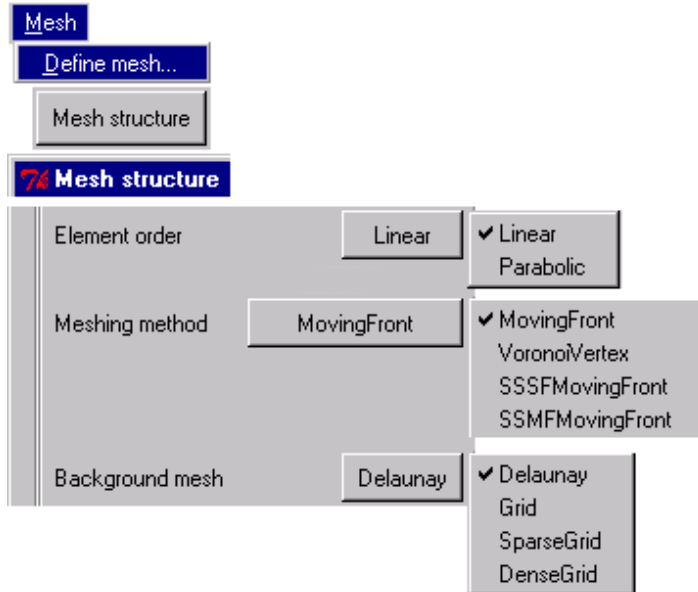 Mesh
Define mesh...
Mesh structure
Mesh structure
Element order Linear Linear
Parabolic
Meshing method MovingFront MovingFront
VoronoiVertex
SSSFMovingFront
SSMFMovingFront
Background mesh Delaunay Delaunay
Grid
SparseGrid
DenseGrid